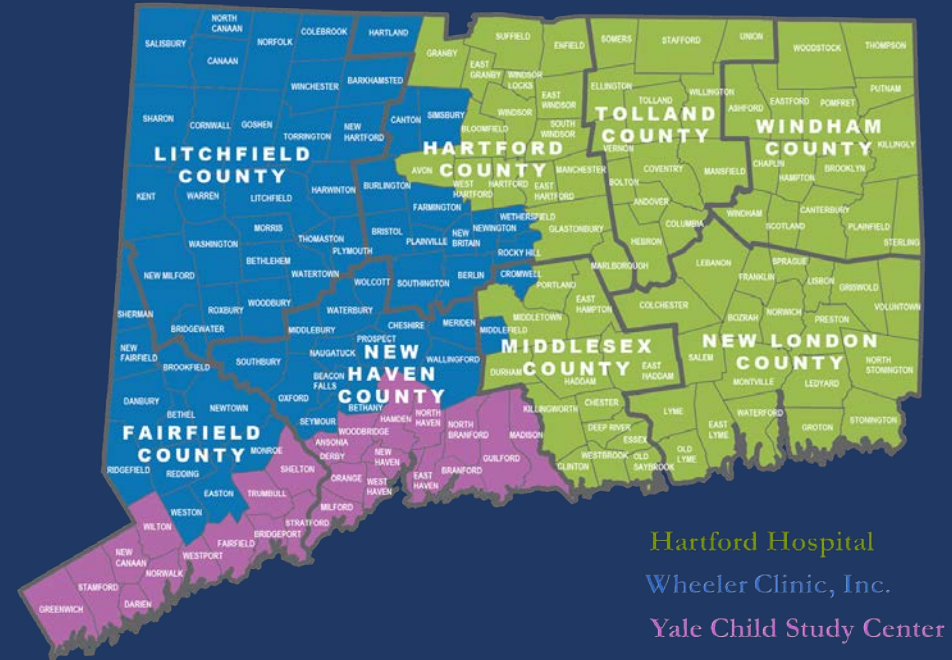 NORTH
CANAAN
COLEBROOK
HARTLAND
SALISBURY
NORFOLK
CANAAN
WINCHESTER
BARKHAMSTED
SHARON
CORNWALL
GOSHEN
TORRINGTON
NEW
HARTFORD
LITCHFIELD
COUNTY
KENT
WARREN
LITCHFIELD
HARWINTON
MORRIS
WASHINGTON
THOMASTON
PLYMOUTH
BETHLEHEM
WATERTOWN
NEW MILFORD
ROXBURY
WOODBURY
BRIDGEWATER
GRANBY
SUFFIELD
ENFIELD
EAST
GRANBY
WINDSOR
LOCKS
EAST
WINDSOR
CANTON
SIMSBURY
WINDSOR
BLOOMFIELD
SOUTH
WINDSOR
HARTFORD
COUNTY
AVON
WEST
HARTFORD
HARTFORD
EAST
HARTFORD
MANCHESTER
BURLINGTON
FARMINGTON
WETHERSFIELD
NEWINGTON
GLASTONBURY
BRISTOL
PLAINVILLE
NEW
BRITAIN
ROCKY HILL
SOUTHINGTON
BERLIN
MARLBOROUGH
SOMERS
STAFFORD
UNION
ELLINGTON
TOLLAND
WILLINGTON
TOLLAND
COUNTY
VERNON
COVENTRY
MANSFIELD
BOLTON
ANDOVER
COLUMBIA
HEBRON
WOODSTOCK
THOMPSON
PUTNAM
ASHFORD
EASTFORD
POMFRET
WINDHAM
COUNTY
KILLINGLY
CHAPLIN
HAMPTON
BROOKLYN
WINDHAM
SCOTLAND
CANTERBURY
PLAINFIELD
STERLING
SHERMAN
NEW
FAIRFIELD
BROOKFIELD
DANBURY
BETHEL
NEWTOWN
FAIRFIELD
COUNTY
MONROE
RIDGEFIELD
REDDING
SHELTON
EASTON
TRUMBULL
WESTON
WILTON
STRATFORD
BRIDGEPORT
FAIRFIELD
WESTPORT
NEW
CANAAN
NORWALK
STAMFORD
DARIEN
GREENWICH
WOLCOTT
WATERBURY
MIDDLEBURY
CHESHIRE
MERIDEN
PROSPECT
NAUGATUCK
SOUTHBURY
WALLINGFORD
NEW
HAVEN
COUNTY
BEACON
FALLS
OXFORD
BETHANY
SEYMOUR
HAMDEN
NORTH
HAVEN
WOODBRIDGE
ANSONIA
DERBY
NORTH
BRANFORD
MADISON
NEW
HAVEN
GUILFORD
ORANGE
WEST
HAVEN
EAST
HAVEN
BRANFORD
MILFORD
CROMWELL
PORTLAND
MIDDLETOWN
EAST
HAMPTON
MIDDLEFIELD
MIDDLESEX
COUNTY
DURHAM
HADDAM
EAST
HADDAM
KILLINGWORTH
CHESTER
DEEP RIVER
ESSEX
WESTBROOK
OLD
SAYBROOK
CLINTON
LEBANON
SPRAGUE
FRANKLIN
LISBON
GRISWOLD
VOLUNTOWN
COLCHESTER
BOZRAH
NORWICH
PRESTON
NEW LONDON
COUNTY
SALEM
NORTH
STONINGTON
MONTVILLE
LEDYARD
LYME
EAST
LYME
WATERFORD
GROTON
STONINGTON
OLD
LYME
Hartford Hospital
Wheeler Clinic, Inc.
Yale Child Study Center